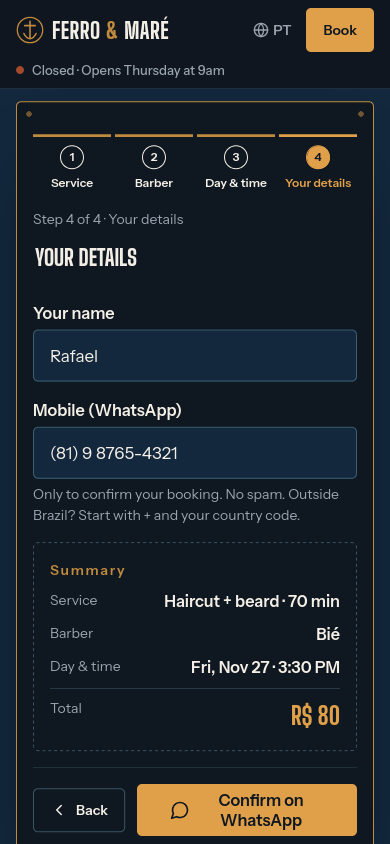 FERRO & MARÉ
PT
Book
Closed · Opens Thursday at 9am
1
2
3
4
Service
Barber
Day & time
Your details
Step 4 of 4 · Your details
YOUR DETAILS
Your name
Rafael
Mobile (WhatsApp)
(81) 9 8765-4321
Only to confirm your booking. No spam. Outside
Brazil? Start with + and your country code.
Summary
Service
Haircut + beard · 70 min
Barber
Bié
Day & time
Fri, Nov 27 · 3:30 PM
Total
R$ 80
Back
Confirm on
WhatsApp